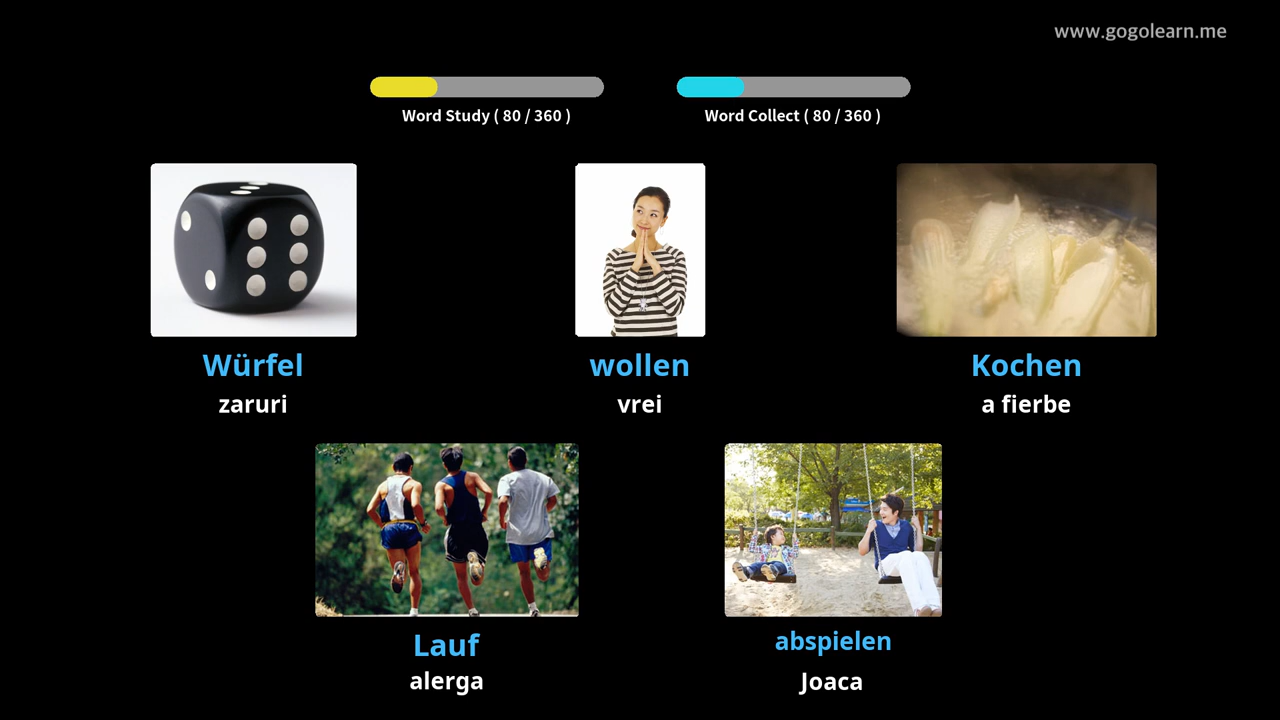 www.gogolearn.me
Word Study ( 80 / 360 )
Word Collect ( 80 / 360 )
Würfel
zaruri
wollen
vrei
Kochen
a fierbe
Lauf
alerga
abspielen
Joaca